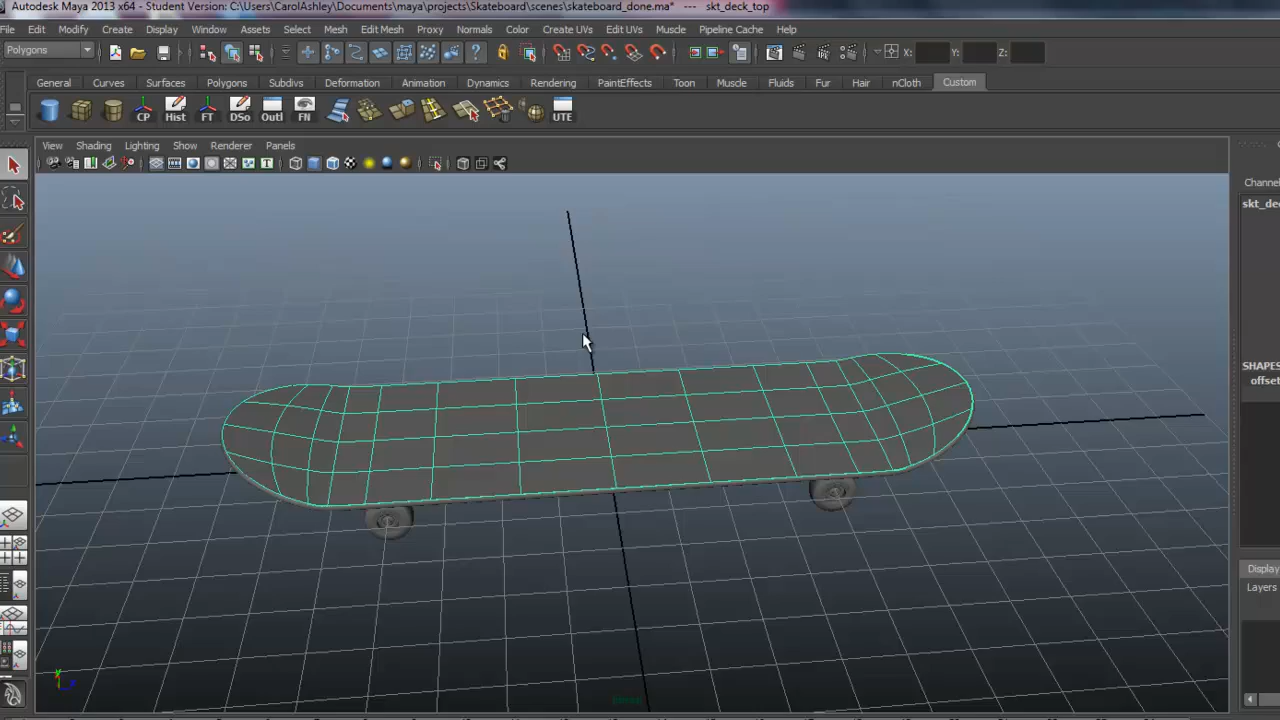 Autodesk Maya 2013 x64 - Student Version: C:\Users\CarolAshley\Documents\maya\projects\Skateboard\scenes\skateboard_done.ma* --- skt_deck_top
File Edit Modify Create Display Window Assets Select Mesh Edit Mesh Proxy Normals Color Create UVs Edit UVs Muscle Pipeline Cache Help
Polygons X: Y: Z:
General Curves Surfaces Polygons Subdivs Deformation Animation Dynamics Rendering PaintEffects Toon Muscle Fluids Fur Hair nCloth Custom
CP Hist FT DSo Outl FN UTE
View Shading Lighting Show Renderer Panels
Channel
skt_dec
SHAPES
offset
Display
Layers